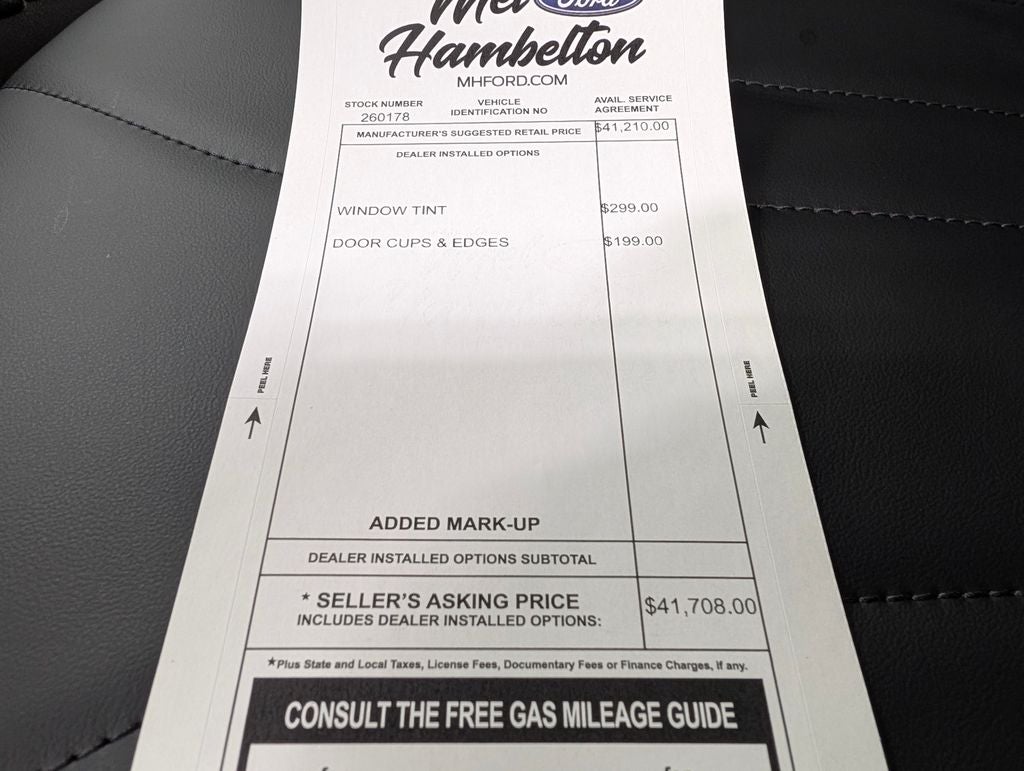 Mel Ford
Hambelton
MHFORD.COM
STOCK NUMBER VEHICLE IDENTIFICATION NO AVAIL. SERVICE AGREEMENT
260178
MANUFACTURER'S SUGGESTED RETAIL PRICE $41,210.00
DEALER INSTALLED OPTIONS
WINDOW TINT $299.00
DOOR CUPS & EDGES $199.00
PEEL HERE PEEL HERE
ADDED MARK-UP
DEALER INSTALLED OPTIONS SUBTOTAL
* SELLER'S ASKING PRICE $41,708.00
INCLUDES DEALER INSTALLED OPTIONS:
*Plus State and Local Taxes, License Fees, Documentary Fees or Finance Charges, if any.
CONSULT THE FREE GAS MILEAGE GUIDE